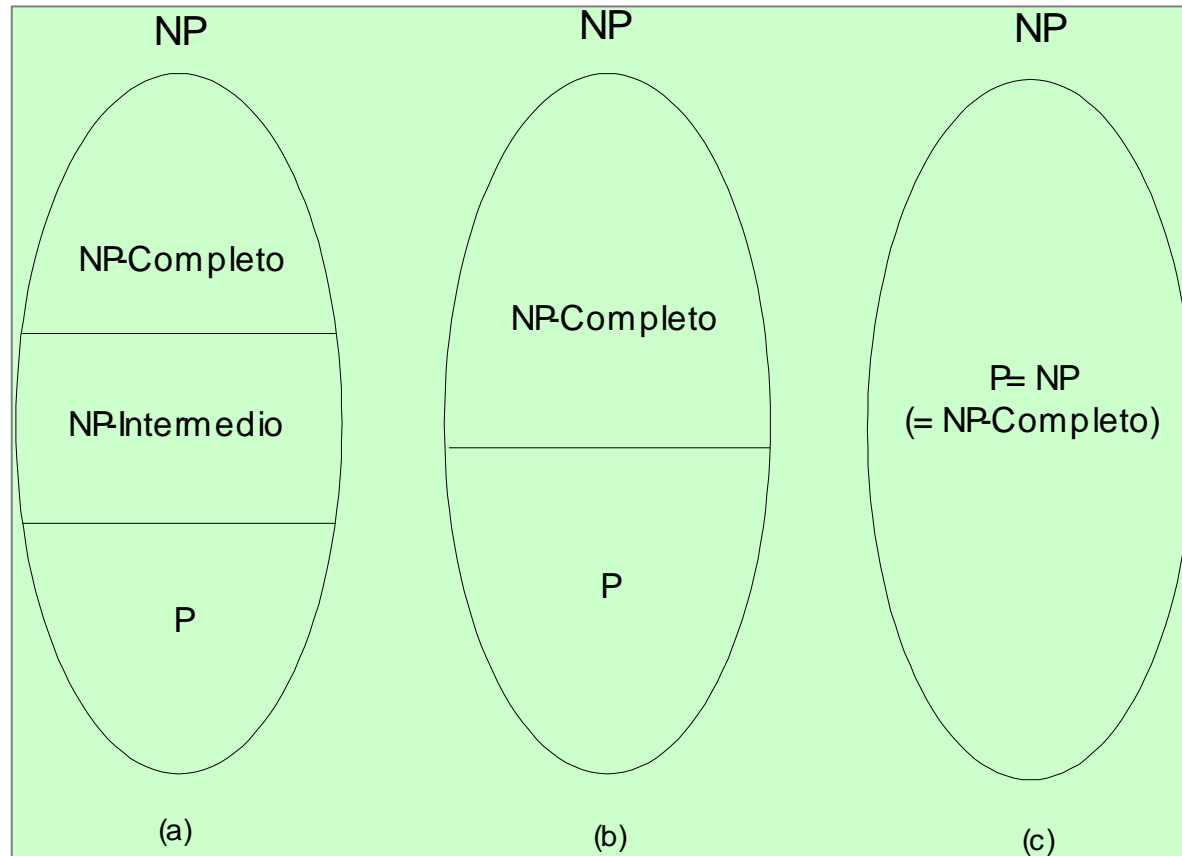 NP
NP-Completo
NP-Intermedio
P
(a)
NP
NP-Completo
P
(b)
NP
P= NP
(= NP-Completo)
(c)